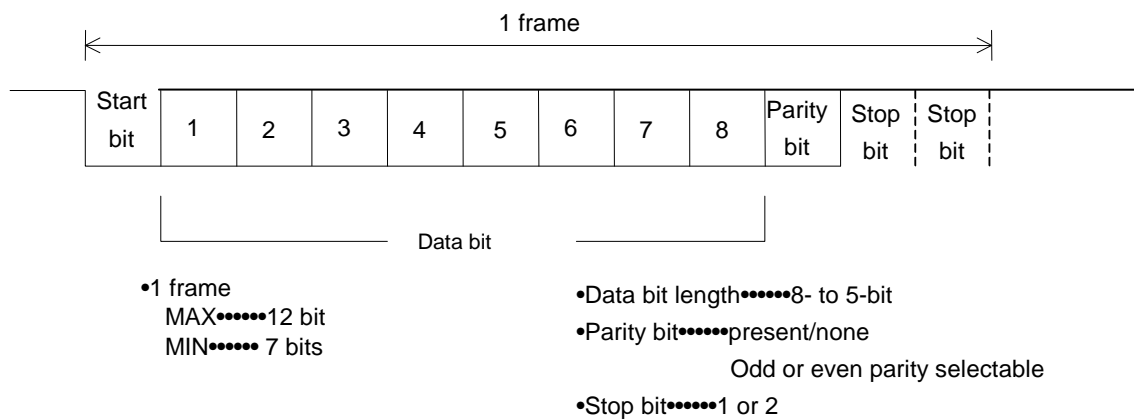 1 frame
Start bit 1 2 3 4 5 6 7 8 Parity bit Stop bit Stop bit
Data bit
•1 frame
MAX••••••12 bit
MIN•••••• 7 bits
•Data bit length••••••8- to 5-bit
•Parity bit••••••present/none
Odd or even parity selectable
•Stop bit••••••1 or 2